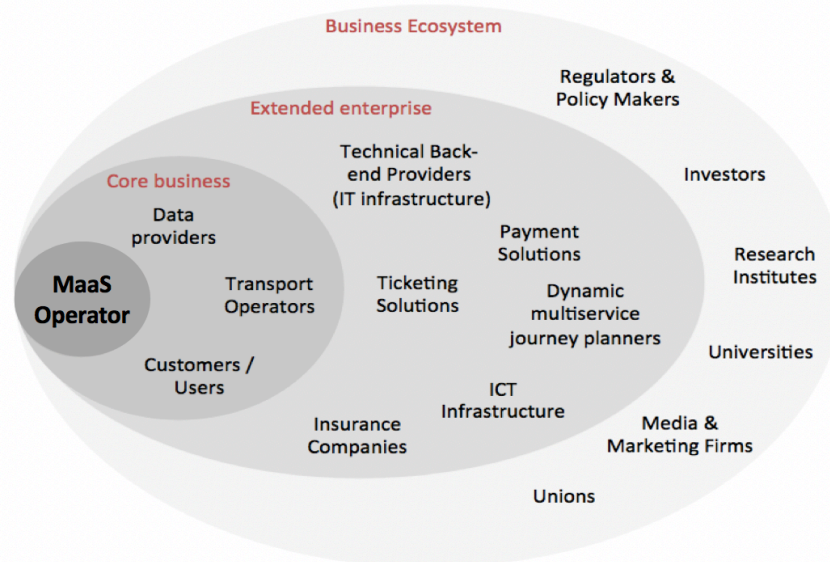 Business Ecosystem
Regulators &
Policy Makers
Extended enterprise
Technical Back-
end Providers
(IT infrastructure)
Investors
Core business
Data
providers
Payment
Solutions
Research
Institutes
MaaS
Operator
Transport
Operators
Ticketing
Solutions
Dynamic
multiservice
journey planners
Universities
Customers /
Users
ICT
Infrastructure
Insurance
Companies
Media &
Marketing Firms
Unions